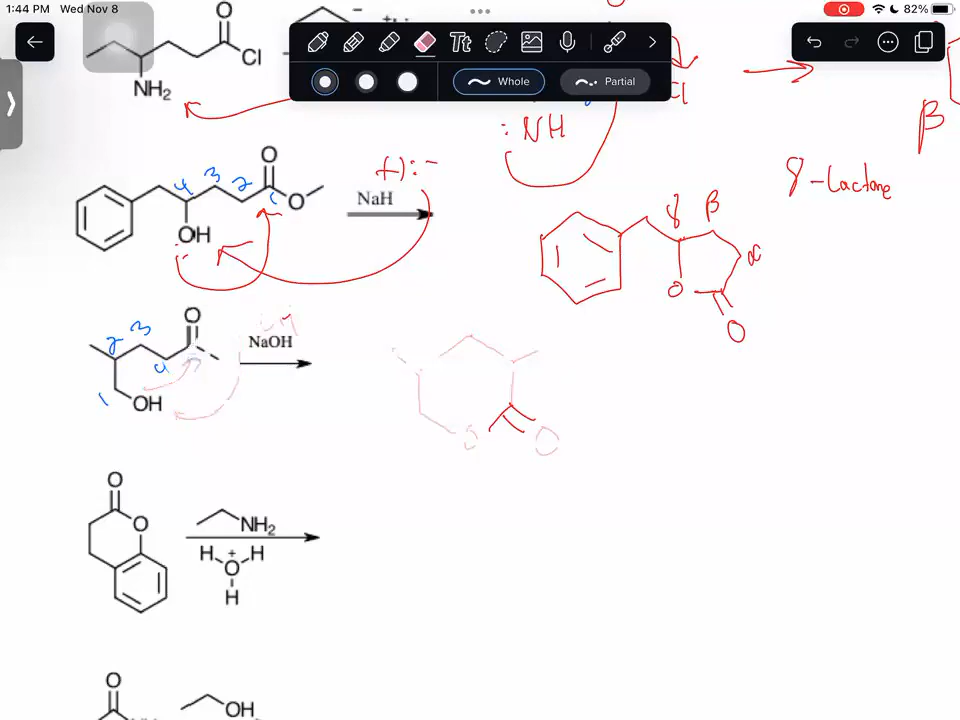 1:44 PM Wed Nov 8
82%
O
Cl
NH2
Tt
Whole
Partial
Cl
:NH
β
γ-Lactone
O
4 3 2 1
O
OH
NaH
H:-
γ β
α
O
O
O
2 3
4
1
OH
NaOH
O
O
O
O
NH2
H + H
O
H
O
OH